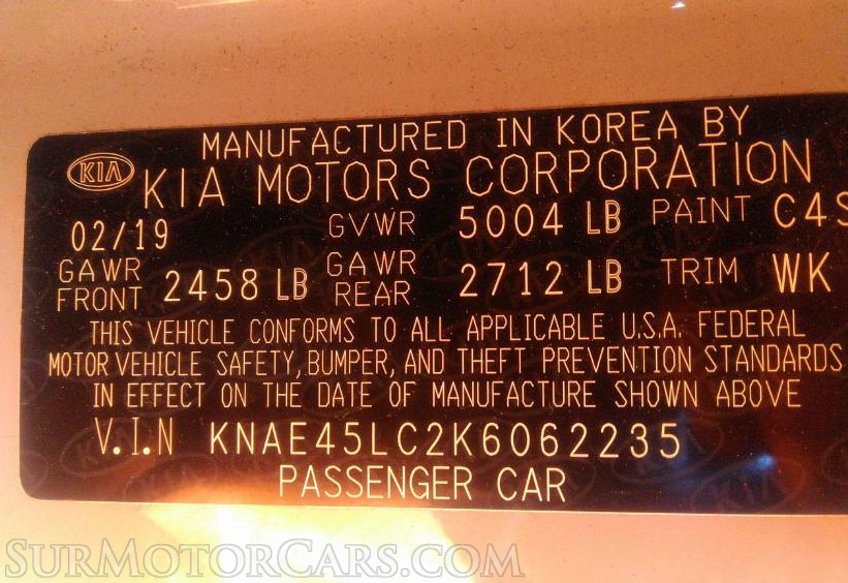 MANUFACTURED IN KOREA BY
KIA KIA MOTORS CORPORATION
02/19 GVWR 5004 LB PAINT C4S
GAWR FRONT 2458 LB GAWR REAR 2712 LB TRIM WK
THIS VEHICLE CONFORMS TO ALL APPLICABLE U.S.A. FEDERAL
MOTOR VEHICLE SAFETY, BUMPER, AND THEFT PREVENTION STANDARDS
IN EFFECT ON THE DATE OF MANUFACTURE SHOWN ABOVE
V.I.N KNAE45LC2K6062235
PASSENGER CAR
SURMOTORCARS.COM